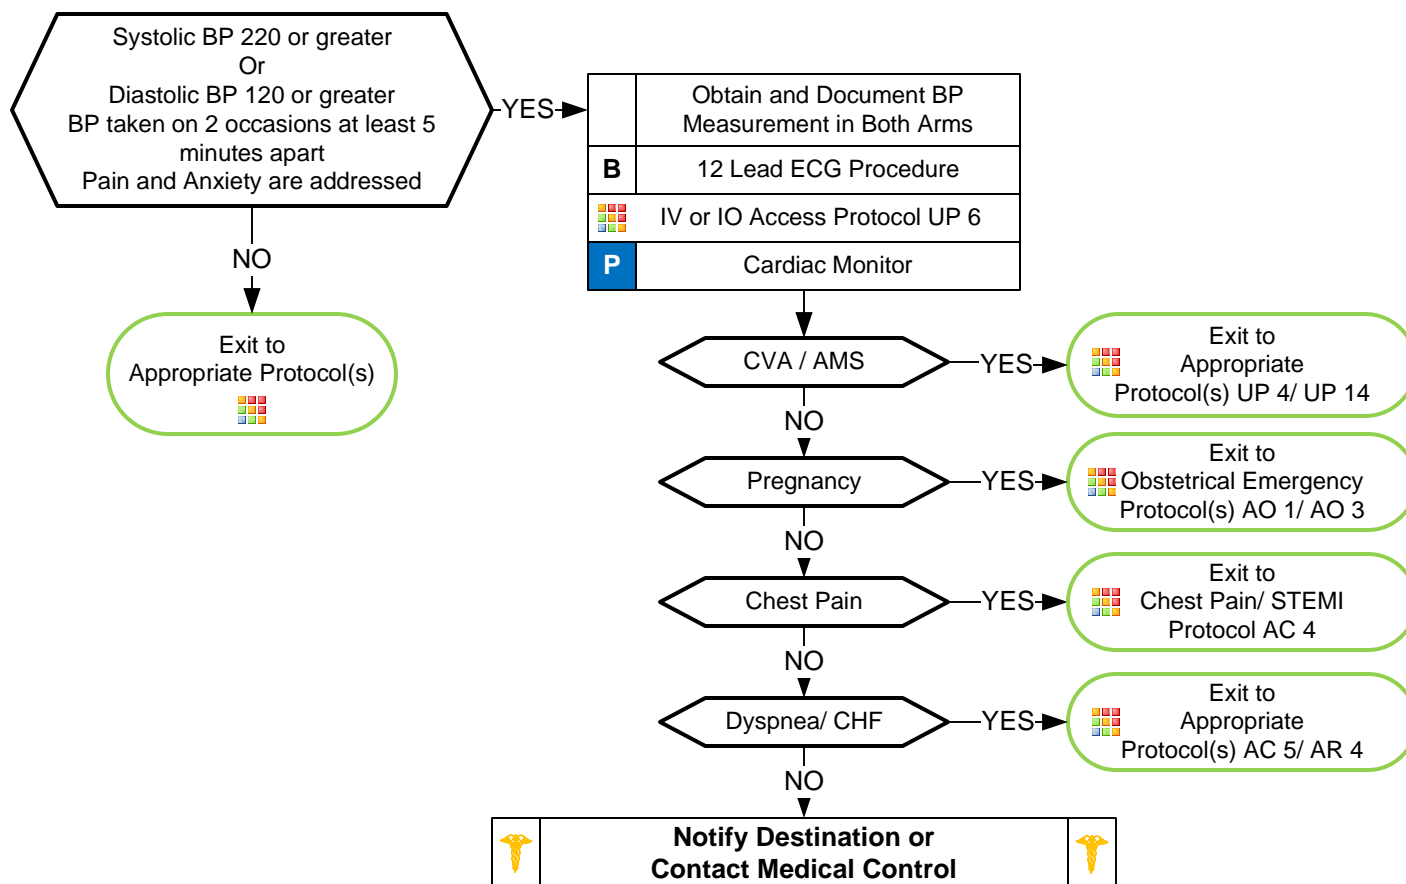 Systolic BP 220 or greater
Or
Diastolic BP 120 or greater
BP taken on 2 occasions at least 5
minutes apart
Pain and Anxiety are addressed
YES
NO
Exit to
Appropriate Protocol(s)
Obtain and Document BP
Measurement in Both Arms
B 12 Lead ECG Procedure
IV or IO Access Protocol UP 6
P Cardiac Monitor
CVA / AMS
YES
Exit to
Appropriate
Protocol(s) UP 4/ UP 14
NO
Pregnancy
YES
Exit to
Obstetrical Emergency
Protocol(s) AO 1/ AO 3
NO
Chest Pain
YES
Exit to
Chest Pain/ STEMI
Protocol AC 4
NO
Dyspnea/ CHF
YES
Exit to
Appropriate
Protocol(s) AC 5/ AR 4
NO
Notify Destination or
Contact Medical Control